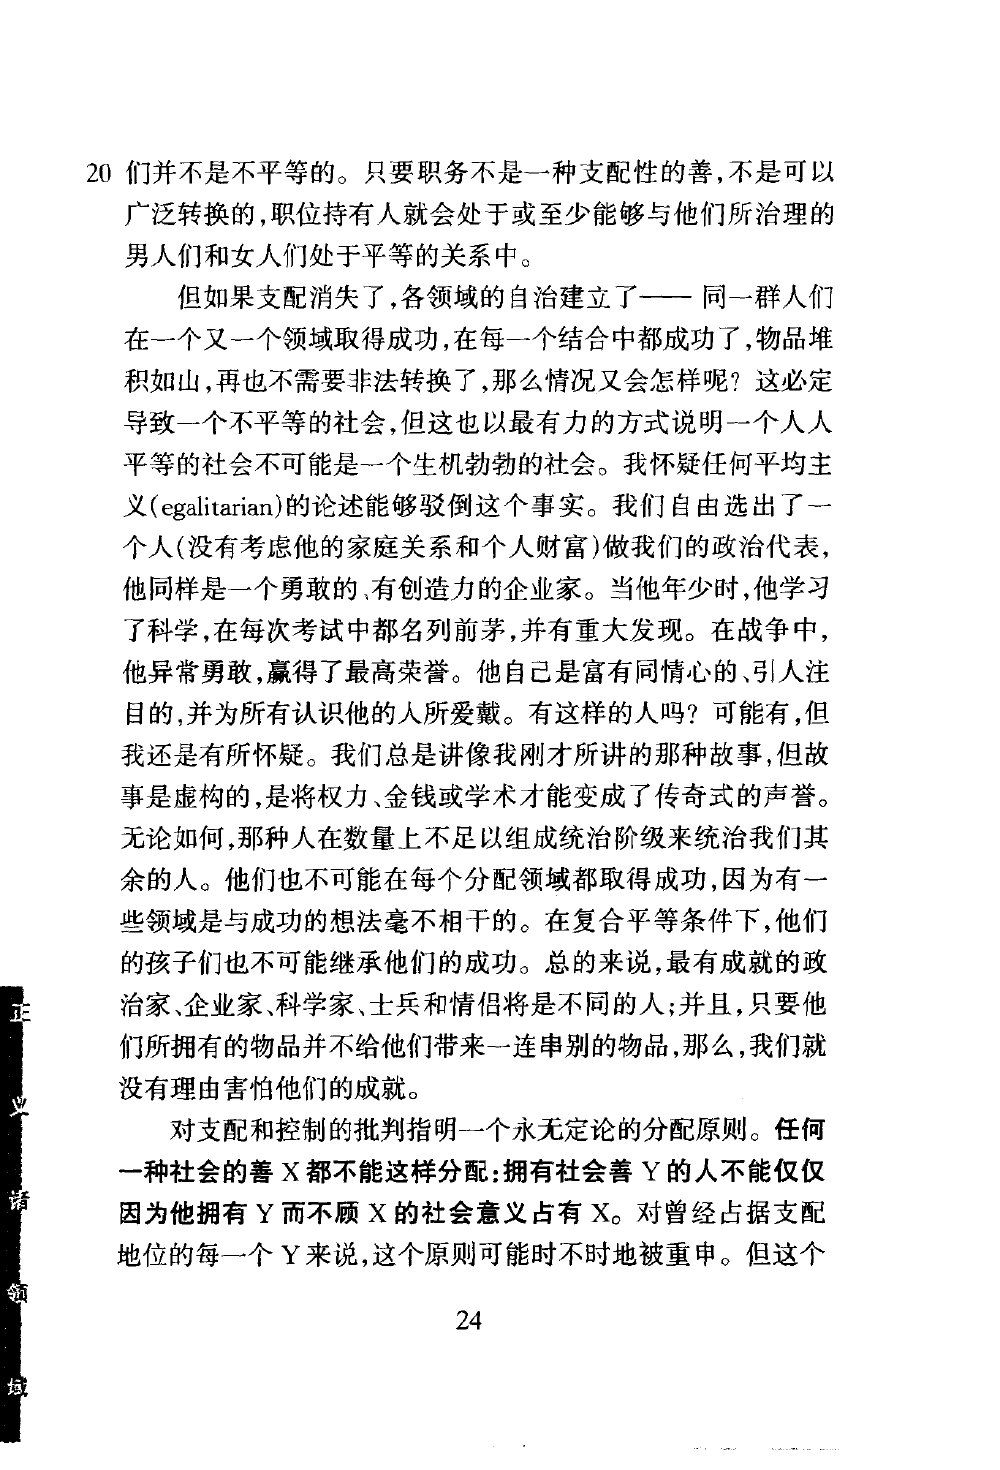 20 们并不是不平等的。只要职务不是一种支配性的善,不是可以
广泛转换的,职位持有人就会处于或至少能够与他们所治理的
男人们和女人们处于平等的关系中。
但如果支配消失了,各领域的自治建立了——同一群人们
在一个又一个领域取得成功,在每一个结合中都成功了,物品堆
积如山,再也不需要非法转换了,那么情况又会怎样呢?这必定
导致一个不平等的社会,但这也以最有力的方式说明一个人人
平等的社会不可能是一个生机勃勃的社会。我怀疑任何平均主
义(egalitarian)的论述能够驳倒这个事实。我们自由选出了一
个人(没有考虑他的家庭关系和个人财富)做我们的政治代表,
他同样是一个勇敢的、有创造力的企业家。当他年少时,他学习
了科学,在每次考试中都名列前茅,并有重大发现。在战争中,
他异常勇敢,赢得了最高荣誉。他自己是富有同情心的、引人注
目的,并为所有认识他的人所爱戴。有这样的人吗?可能有,但
我还是有所怀疑。我们总是讲像我刚才所讲的那种故事,但故
事是虚构的,是将权力、金钱或学术才能变成了传奇式的声誉。
无论如何,那种人在数量上不足以组成统治阶级来统治我们其
余的人。他们也不可能在每个分配领域都取得成功,因为有一
些领域是与成功的想法毫不相干的。在复合平等条件下,他们
的孩子们也不可能继承他们的成功。总的来说,最有成就的政
治家、企业家、科学家、士兵和情侣将是不同的人;并且,只要他
们所拥有的物品并不给他们带来一连串别的物品,那么,我们就
没有理由害怕他们的成就。
对支配和控制的批判指明一个永无定论的分配原则。任何
一种社会的善 X 都不能这样分配:拥有社会善 Y 的人不能仅仅
因为他拥有 Y 而不顾 X 的社会意义占有 X。对曾经占据支配
地位的每一个 Y 来说,这个原则可能时不时地被重申。但这个
24
正义诸领域